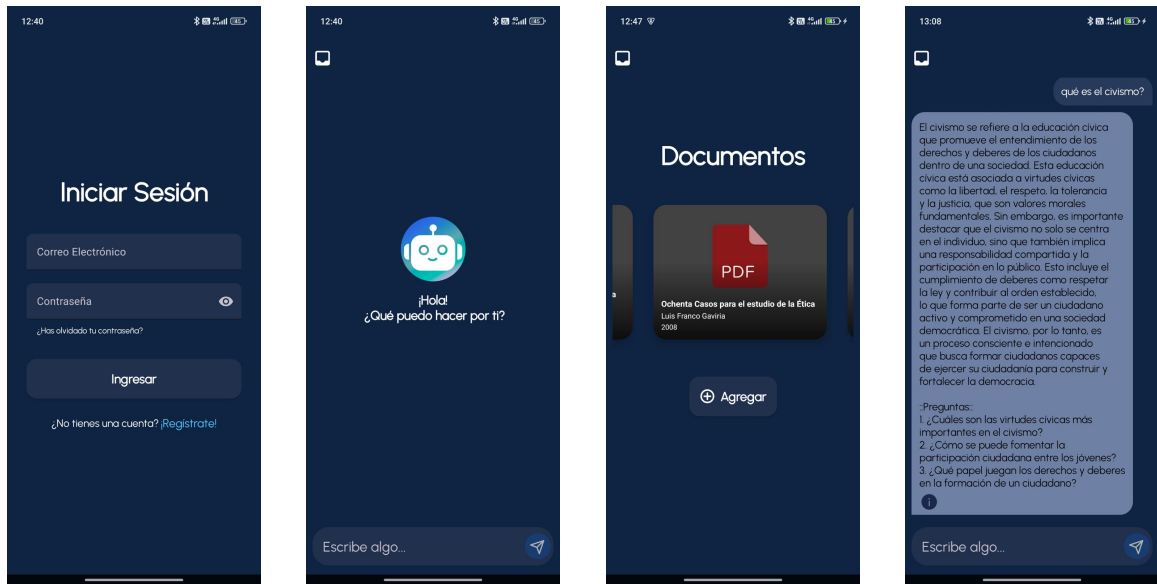 12:40
45
Iniciar Sesión
Correo Electrónico
Contraseña
¿Has olvidado tu contraseña?
Ingresar
¿No tienes una cuenta? ¡Regístrate!
12:40
45
¡Hola!
¿Qué puedo hacer por ti?
Escribe algo...
12:47
Documentos
PDF
Ochenta Casos para el estudio de la Ética
Luis Franco Gaviria
2008
Agregar
13:08
qué es el civismo?
El civismo se refiere a la educación cívica
que promueve el entendimiento de los
derechos y deberes de los ciudadanos
dentro de una sociedad. Esta educación
cívica está asociada a virtudes cívicas
como la libertad, el respeto, la tolerancia
y la justicia, que son valores morales
fundamentales. Sin embargo, es importante
destacar que el civismo no solo se centra
en el individuo, sino que también implica
una responsabilidad compartida y la
participación en lo público. Esto incluye el
cumplimiento de deberes como respetar
la ley y contribuir al orden establecido,
lo que forma parte de ser un ciudadano
activo y comprometido en una sociedad
democrática. El civismo, por lo tanto, es
un proceso consciente e intencionado
que busca formar ciudadanos capaces
de ejercer su ciudadanía para construir y
fortalecer la democracia.
::Preguntas::
1. ¿Cuáles son las virtudes cívicas más
importantes en el civismo?
2. ¿Cómo se puede fomentar la
participación ciudadana entre los jóvenes?
3. ¿Qué papel juegan los derechos y deberes
en la formación de un ciudadano?
Escribe algo...